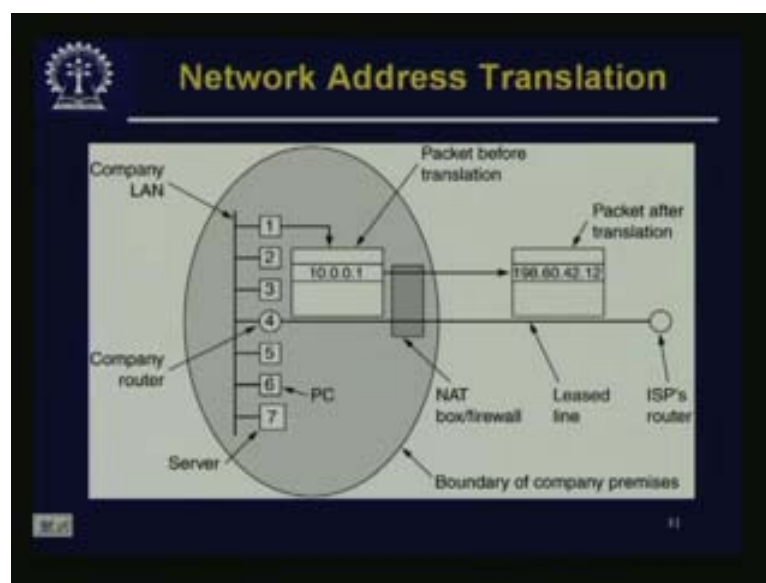 Network Address Translation
Company
LAN
Packet before
translation
Packet after
translation
1
2
3
4
5
6
7
10.0.0.1
198.60.42.12
Company
router
PC
Server
NAT
box/firewall
Leased
line
ISP's
router
Boundary of company premises